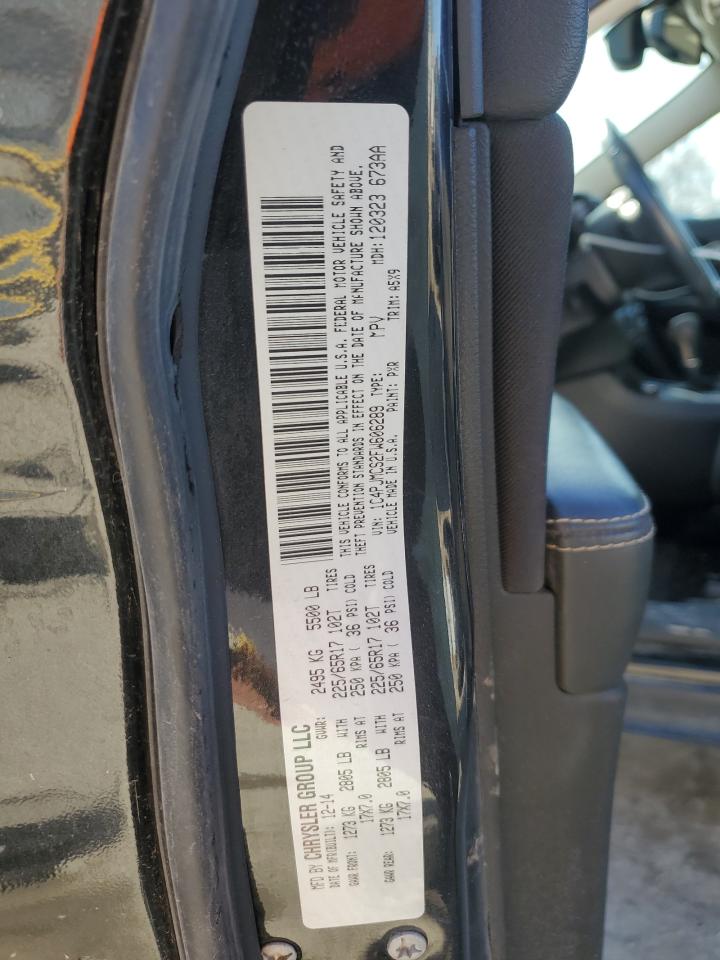 MFD BY CHRYSLER GROUP LLC
DATE OF MFR(BUILT): 12-14 GVWR: 2495 KG 5500 LB
GAWR FRONT: 1273 KG 2805 LB WITH 225/65R17 102T TIRES
17X7.0 RIMS AT 250 KPA ( 36 PSI) COLD
GAWR REAR: 1273 KG 2805 LB WITH 225/65R17 102T TIRES
17X7.0 RIMS AT 250 KPA ( 36 PSI) COLD
THIS VEHICLE CONFORMS TO ALL APPLICABLE U.S.A. FEDERAL MOTOR VEHICLE SAFETY AND
THEFT PREVENTION STANDARDS IN EFFECT ON THE DATE OF MANUFACTURE SHOWN ABOVE.
VIN: 1C4PJMCS2FW606289 TYPE: MPV MDH: 120323 673AA
VEHICLE MADE IN U.S.A. PAINT: PXR TRIM: A5X9